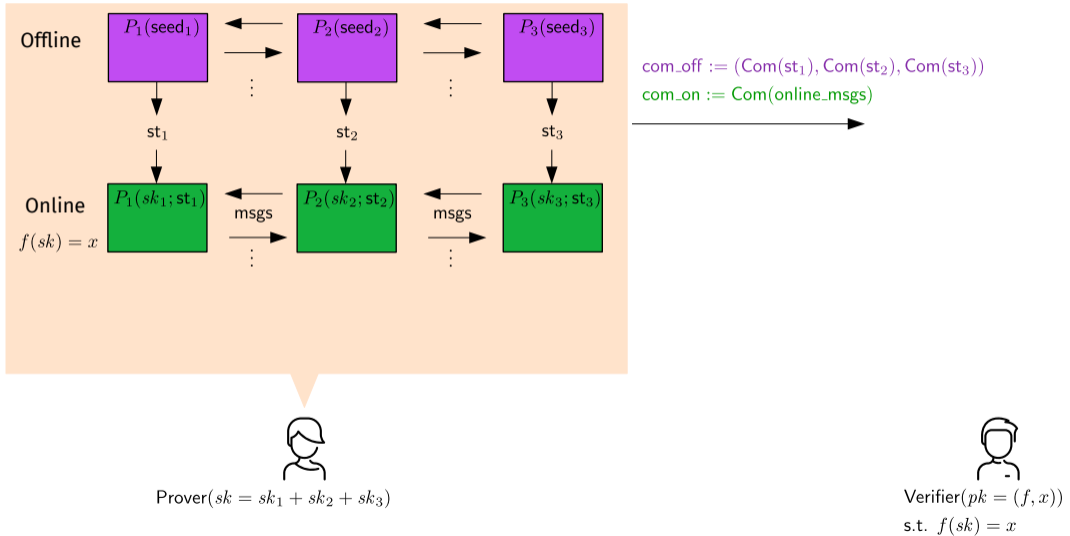 Offline
P₁(seed₁)
P₂(seed₂)
P₃(seed₃)
⋮
⋮
com_off := (Com(st₁), Com(st₂), Com(st₃))
com_on := Com(online_msgs)
st₁
st₂
st₃
Online
P₁(sk₁; st₁)
P₂(sk₂; st₂)
P₃(sk₃; st₃)
msgs
msgs
f(sk) = x
⋮
⋮
Prover(sk = sk₁ + sk₂ + sk₃)
Verifier(pk = (f, x))
s.t. f(sk) = x